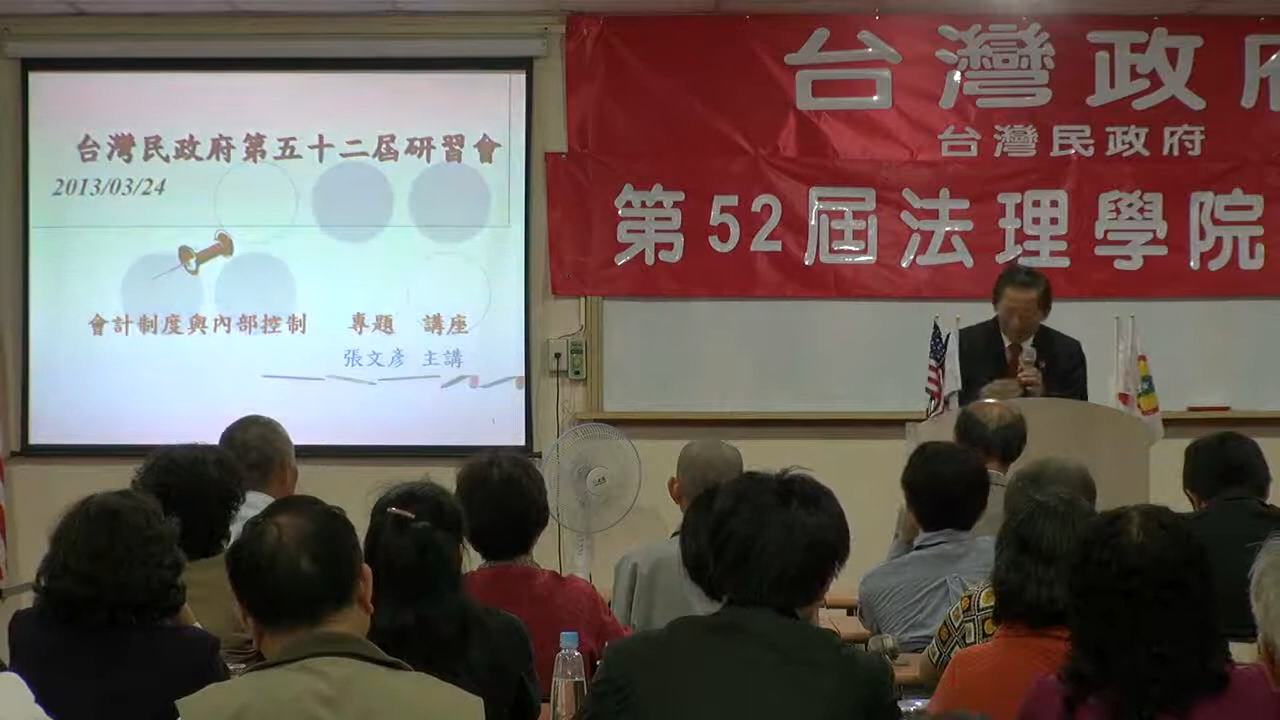 台灣民政府第五十二屆研習會
2013/03/24
會計制度與內部控制 專題 講座
張文彥 主講
台灣政府
台灣民政府
第52屆法理學院